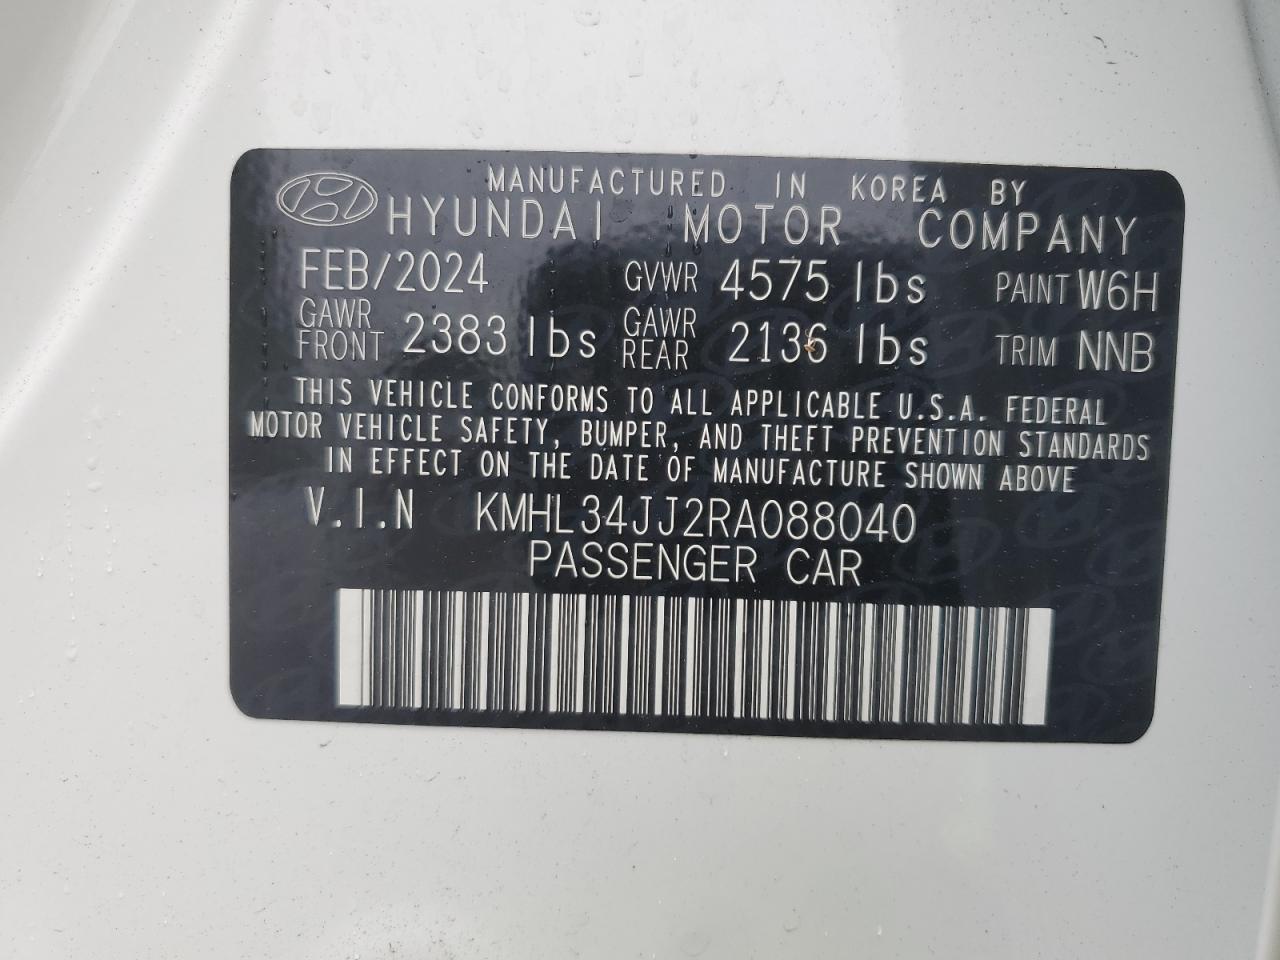 MANUFACTURED IN KOREA BY
HYUNDAI MOTOR COMPANY
FEB/2024 GVWR 4575 lbs PAINT W6H
GAWR FRONT 2383 lbs GAWR REAR 2136 lbs TRIM NNB
THIS VEHICLE CONFORMS TO ALL APPLICABLE U.S.A. FEDERAL
MOTOR VEHICLE SAFETY, BUMPER, AND THEFT PREVENTION STANDARDS
IN EFFECT ON THE DATE OF MANUFACTURE SHOWN ABOVE
V.I.N KMHL34JJ2RA088040
PASSENGER CAR